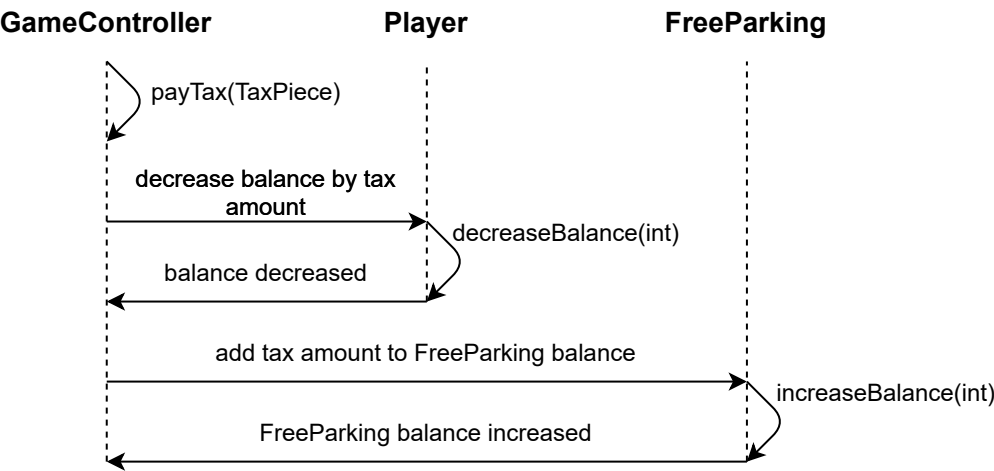 GameController Player FreeParking
payTax(TaxPiece)
decrease balance by tax
amount
decreaseBalance(int)
balance decreased
add tax amount to FreeParking balance
increaseBalance(int)
FreeParking balance increased